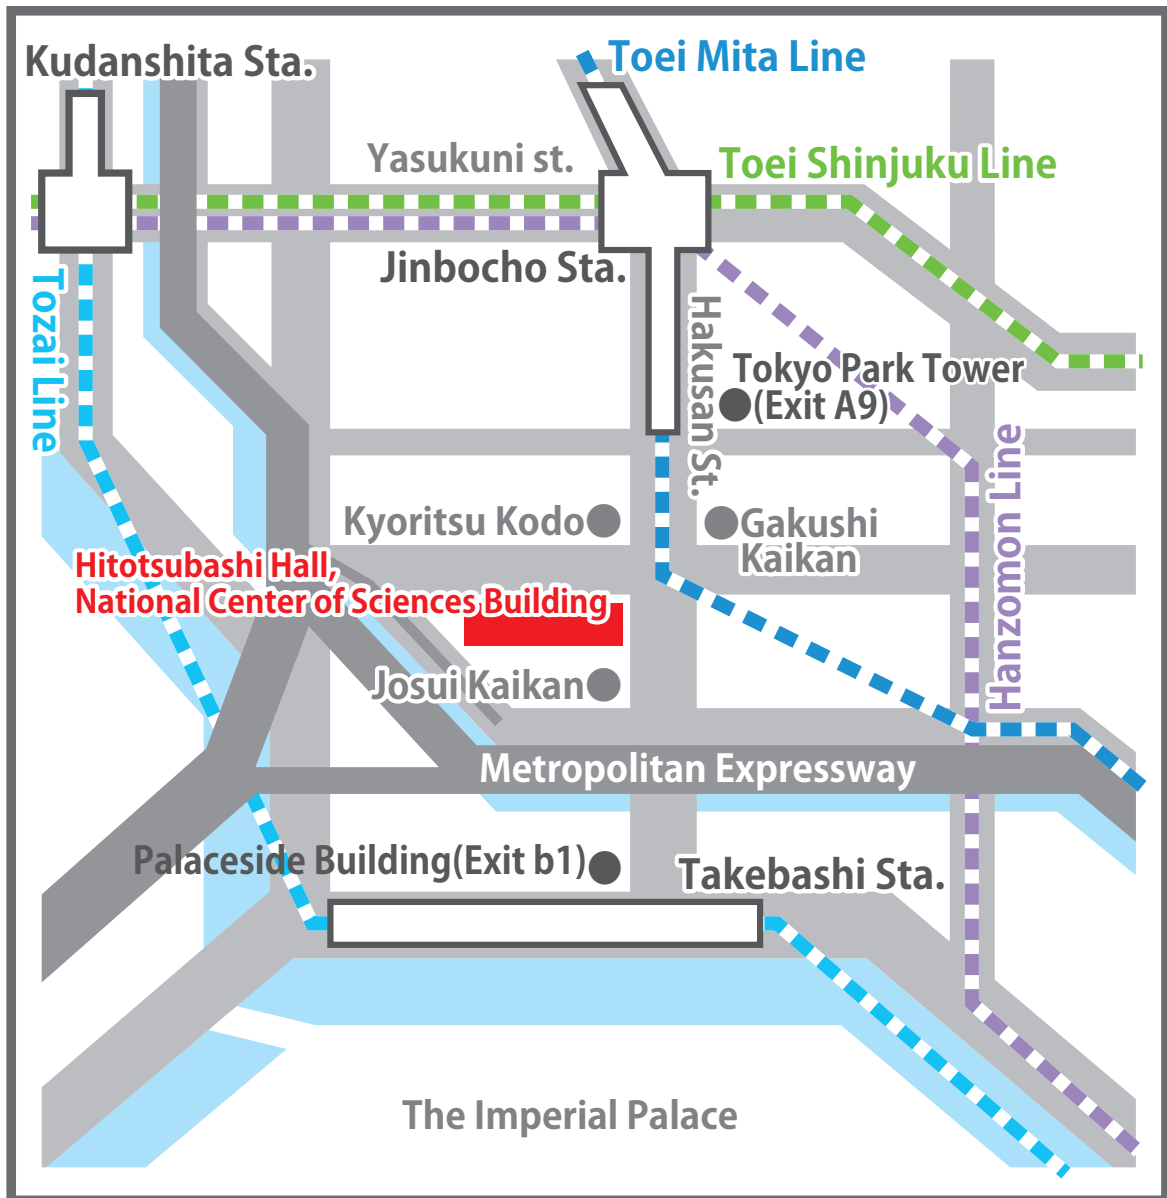 Kudanshita Sta.
Toei Mita Line
Yasukuni st.
Toei Shinjuku Line
Jinbocho Sta.
Tozai Line
Hakusan St.
Tokyo Park Tower
(Exit A9)
Hanzomon Line
Kyoritsu Kodo
Gakushi
Kaikan
Hitotsubashi Hall,
National Center of Sciences Building
Josui Kaikan
Metropolitan Expressway
Palaceside Building(Exit b1)
Takebashi Sta.
The Imperial Palace